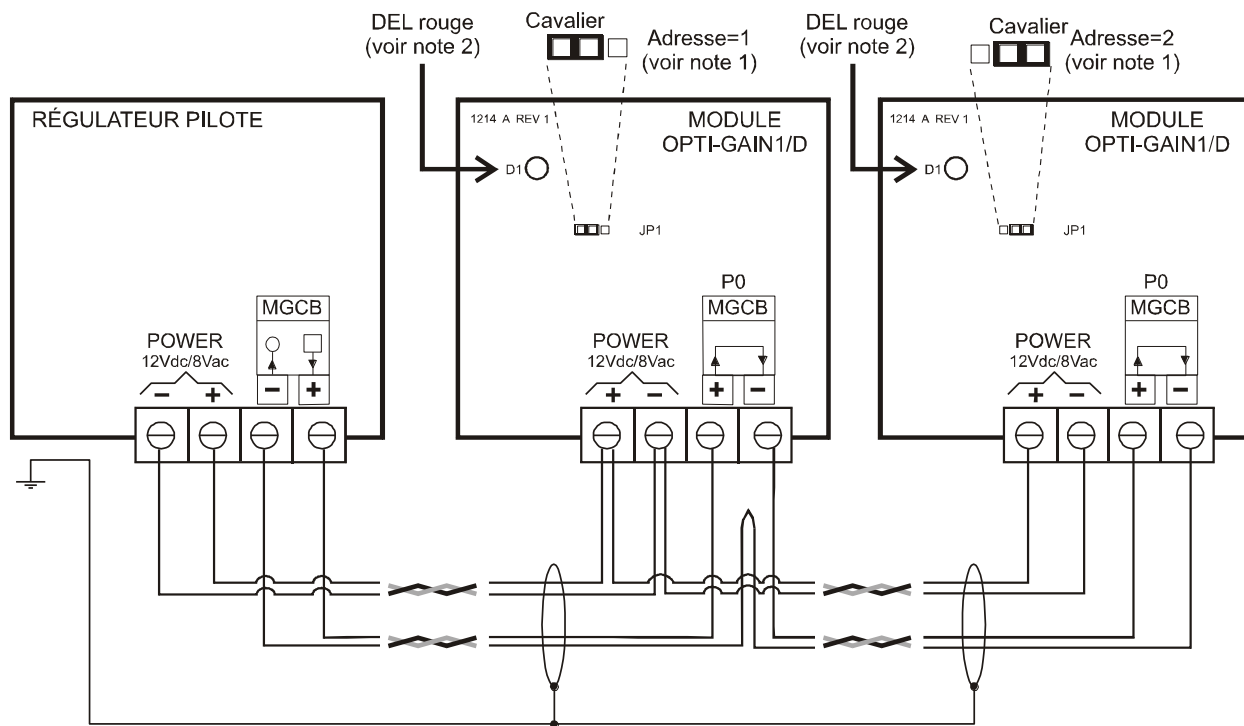 DEL rouge
(voir note 2)
Cavalier
Adresse=1
(voir note 1)
DEL rouge
(voir note 2)
Cavalier
Adresse=2
(voir note 1)
RÉGULATEUR PILOTE
MGCB
POWER
12Vdc/8Vac
− +
− +
1214 A REV 1
MODULE
OPTI-GAIN1/D
D1
JP1
P0
MGCB
POWER
12Vdc/8Vac
+ −
+ −
1214 A REV 1
MODULE
OPTI-GAIN1/D
D1
JP1
P0
MGCB
POWER
12Vdc/8Vac
+ −
+ −